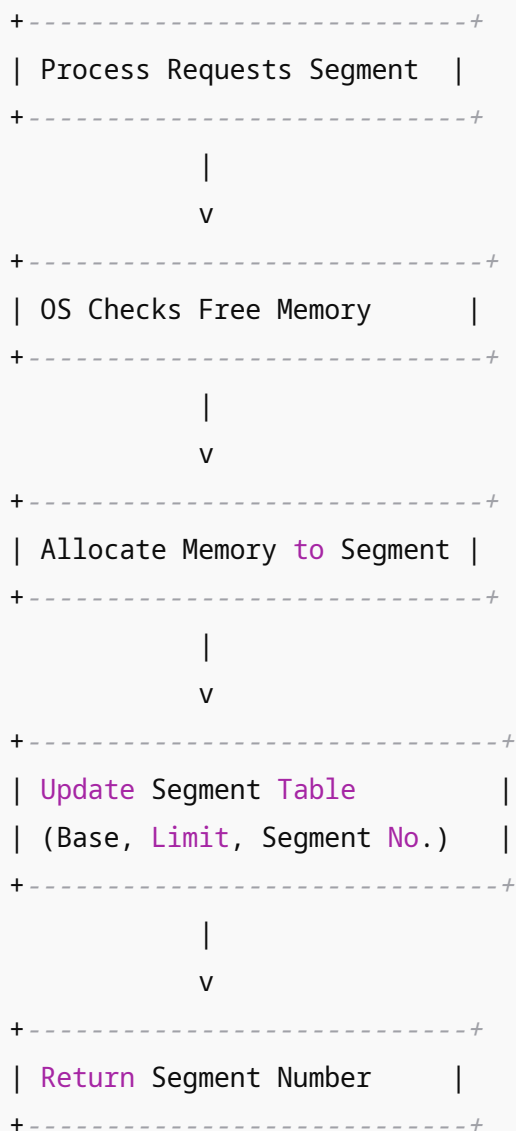 +----------------------------+
| Process Requests Segment  |
+----------------------------+
            |
            v
+-----------------------------+
| OS Checks Free Memory      |
+-----------------------------+
            |
            v
+-----------------------------+
| Allocate Memory to Segment |
+-----------------------------+
            |
            v
+------------------------------+
| Update Segment Table         |
| (Base, Limit, Segment No.)   |
+------------------------------+
            |
            v
+----------------------------+
| Return Segment Number     |
+----------------------------+